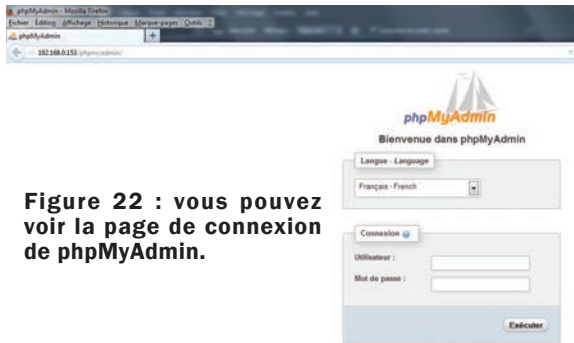 phpMyAdmin - Mozilla Firefox
Fichier Édition Affichage Historique Marque-pages Outils ?
phpMyAdmin +
192.168.0.153/phpmyadmin/
phpMyAdmin
Bienvenue dans phpMyAdmin
Langue - Language
Français - French
Figure 22 : vous pouvez
voir la page de connexion
de phpMyAdmin.
Connexion
Utilisateur :
Mot de passe :
Exécuter